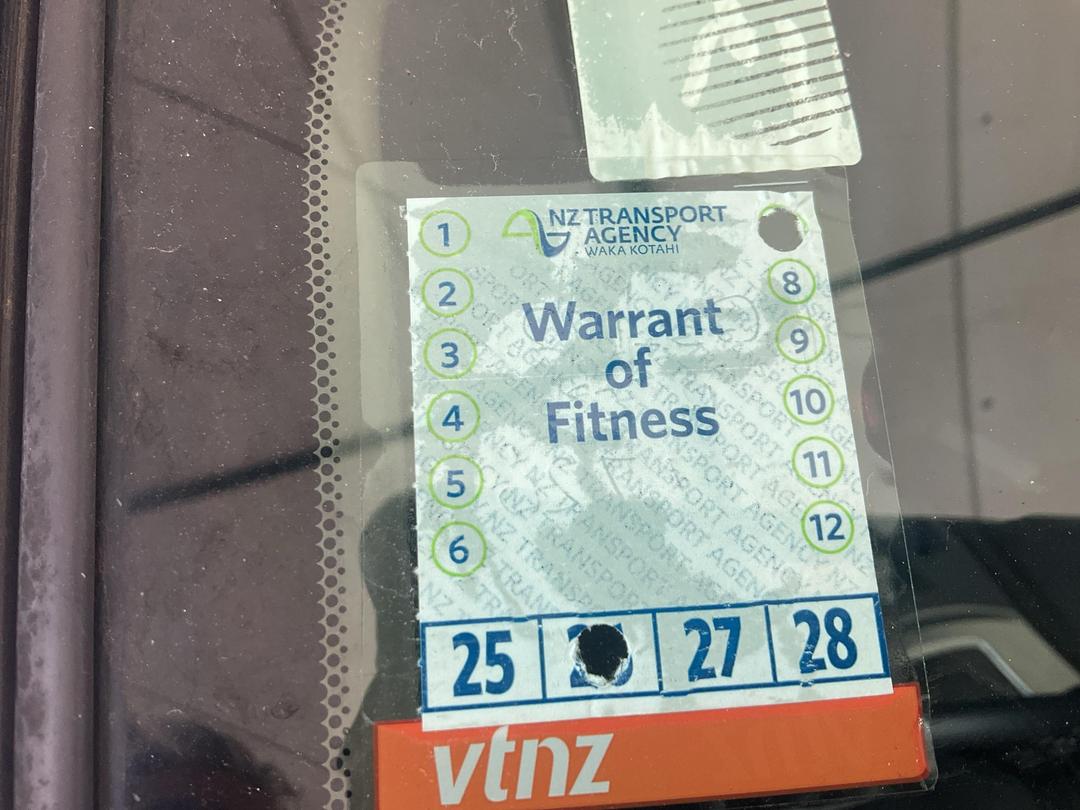 NZ TRANSPORT
AGENCY
WAKA KOTAHI
1
2
3
4
5
6
8
9
10
11
12
Warrant
of
Fitness
25 27 28
vtnz